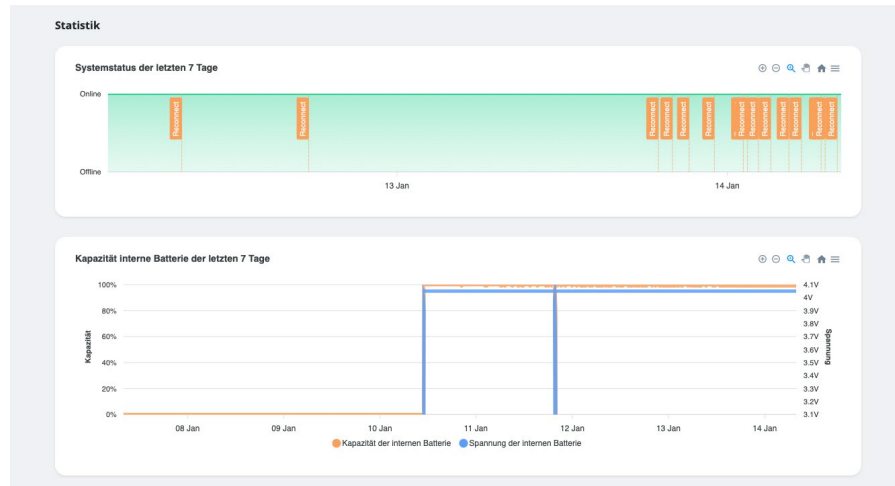 Statistik
Systemstatus der letzten 7 Tage
Online
Reconnect
Reconnect
Reconnect
Reconnect
Reconnect
Reconnect
Reconnect
Reconnect
Reconnect
Reconnect
Reconnect
Reconnect
Reconnect
Offline
13 Jan
14 Jan
Kapazität interne Batterie der letzten 7 Tage
Kapazität
100%
80%
60%
40%
20%
0%
4.1V
4V
3.9V
3.8V
3.7V
3.6V
3.5V
3.4V
3.3V
3.2V
3.1V
Spannung
08 Jan
09 Jan
10 Jan
11 Jan
12 Jan
13 Jan
14 Jan
Kapazität der internen Batterie
Spannung der internen Batterie